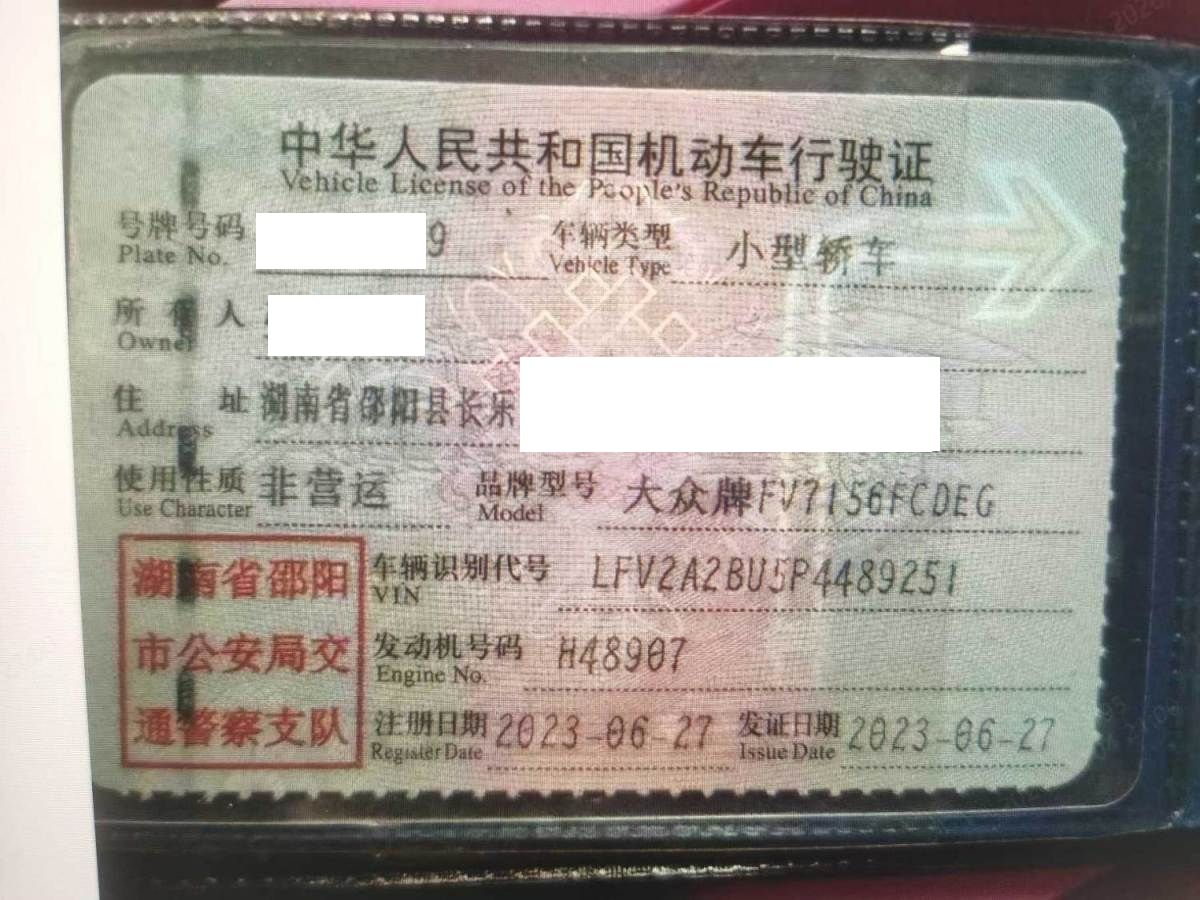 中华人民共和国机动车行驶证
Vehicle License of the People's Republic of China
号牌号码 9 车辆类型 小型轿车
Plate No. Vehicle Type
所有人
Owner
住址 湖南省邵阳县长乐
Address
使用性质 非营运 品牌型号 大众牌FV7156FCDEG
Use Character Model
湖南省邵阳
市公安局交
通警察支队
车辆识别代号 LFV2A2BU5P4489251
VIN
发动机号码 H48907
Engine No.
注册日期 2023-06-27 发证日期 2023-06-27
Register Date Issue Date